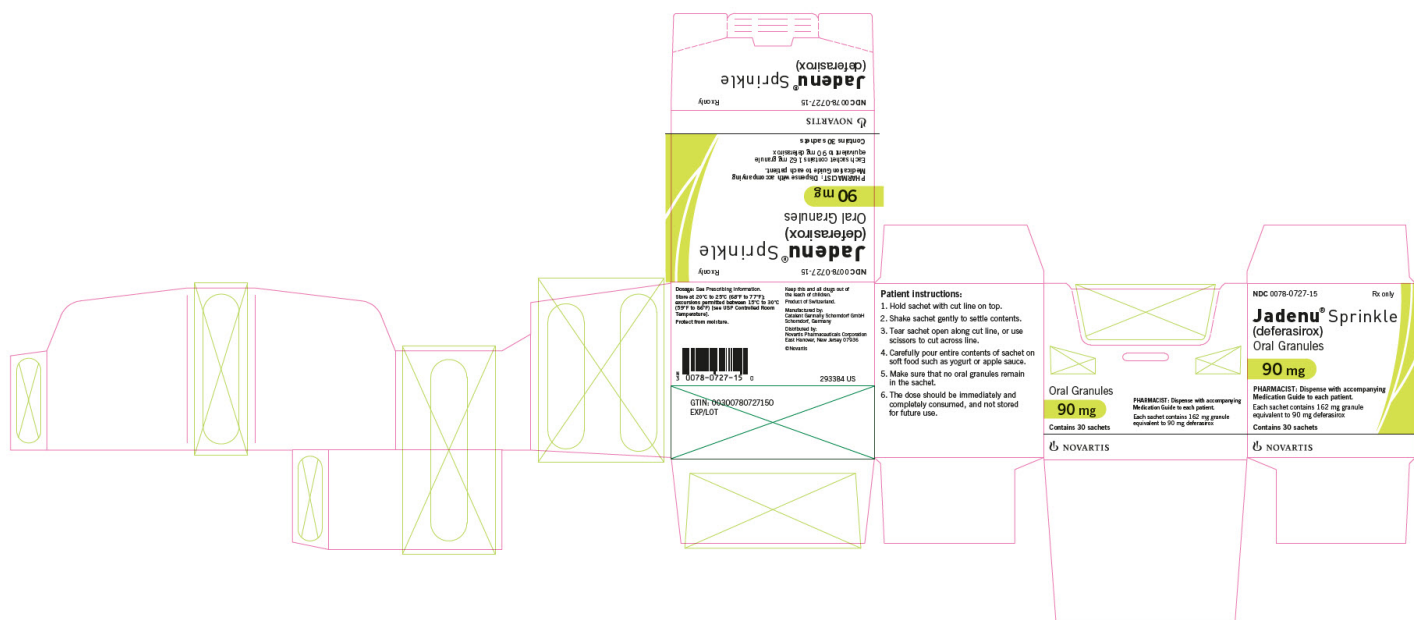 Jadenu® Sprinkle
(deferasirox)
NDC 0078-0727-15 Rx only
NOVARTIS
NDC 0078-0727-15 Rx only
Jadenu® Sprinkle
(deferasirox)
Oral Granules
90 mg
PHARMACIST: Dispense with accompanying
Medication Guide to each patient.
Each sachet contains 162 mg granule
equivalent to 90 mg deferasirox
Contains 30 sachets
Dosage: See Prescribing Information.
Store at 20°C to 25°C (68°F to 77°F);
excursions permitted between 15°C to 30°C
(59°F to 86°F) [see USP Controlled Room
Temperature].
Protect from moisture.
Keep this and all drugs out of
the reach of children.
Product of Switzerland.
Manufactured by:
Catalent Germany Schorndorf GmbH
Schorndorf, Germany
Distributed by:
Novartis Pharmaceuticals Corporation
East Hanover, New Jersey 07936
©Novartis
3 0078-0727-15 0
293384 US
GTIN: 00300780727150
EXP/LOT
Patient instructions:
1. Hold sachet with cut line on top.
2. Shake sachet gently to settle contents.
3. Tear sachet open along cut line, or use
scissors to cut across line.
4. Carefully pour entire contents of sachet on
soft food such as yogurt or apple sauce.
5. Make sure that no oral granules remain
in the sachet.
6. The dose should be immediately and
completely consumed, and not stored
for future use.
Oral Granules
90 mg
Contains 30 sachets
PHARMACIST: Dispense with accompanying
Medication Guide to each patient.
Each sachet contains 162 mg granule
equivalent to 90 mg deferasirox
NOVARTIS
NDC 0078-0727-15 Rx only
Jadenu® Sprinkle
(deferasirox)
Oral Granules
90 mg
PHARMACIST: Dispense with accompanying
Medication Guide to each patient.
Each sachet contains 162 mg granule
equivalent to 90 mg deferasirox
Contains 30 sachets
NOVARTIS